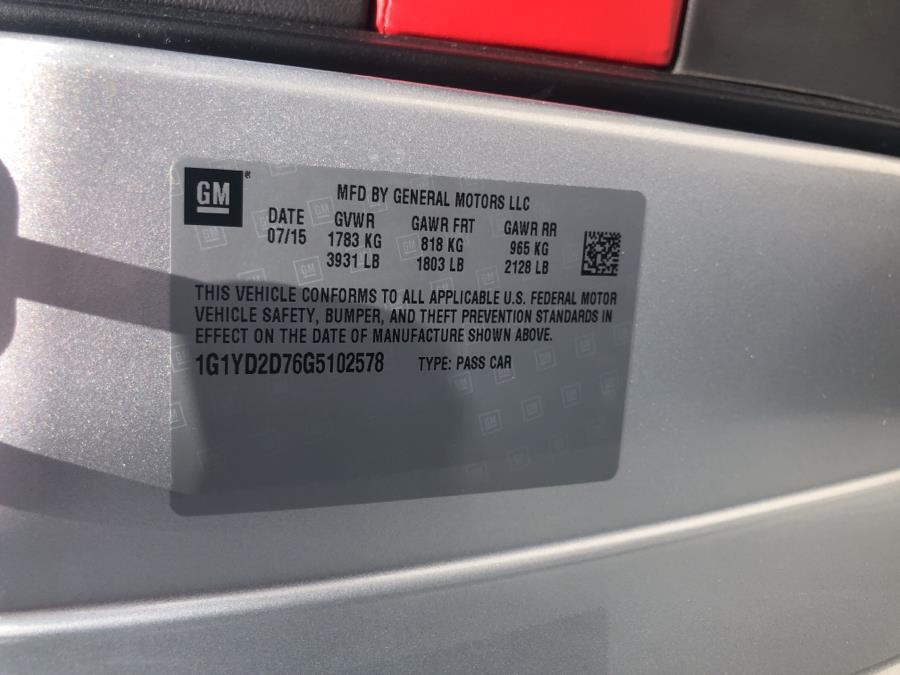 GM®
MFD BY GENERAL MOTORS LLC
DATE GVWR GAWR FRT GAWR RR
07/15 1783 KG 818 KG 965 KG
3931 LB 1803 LB 2128 LB
THIS VEHICLE CONFORMS TO ALL APPLICABLE U.S. FEDERAL MOTOR
VEHICLE SAFETY, BUMPER, AND THEFT PREVENTION STANDARDS IN
EFFECT ON THE DATE OF MANUFACTURE SHOWN ABOVE.
1G1YD2D76G5102578 TYPE: PASS CAR